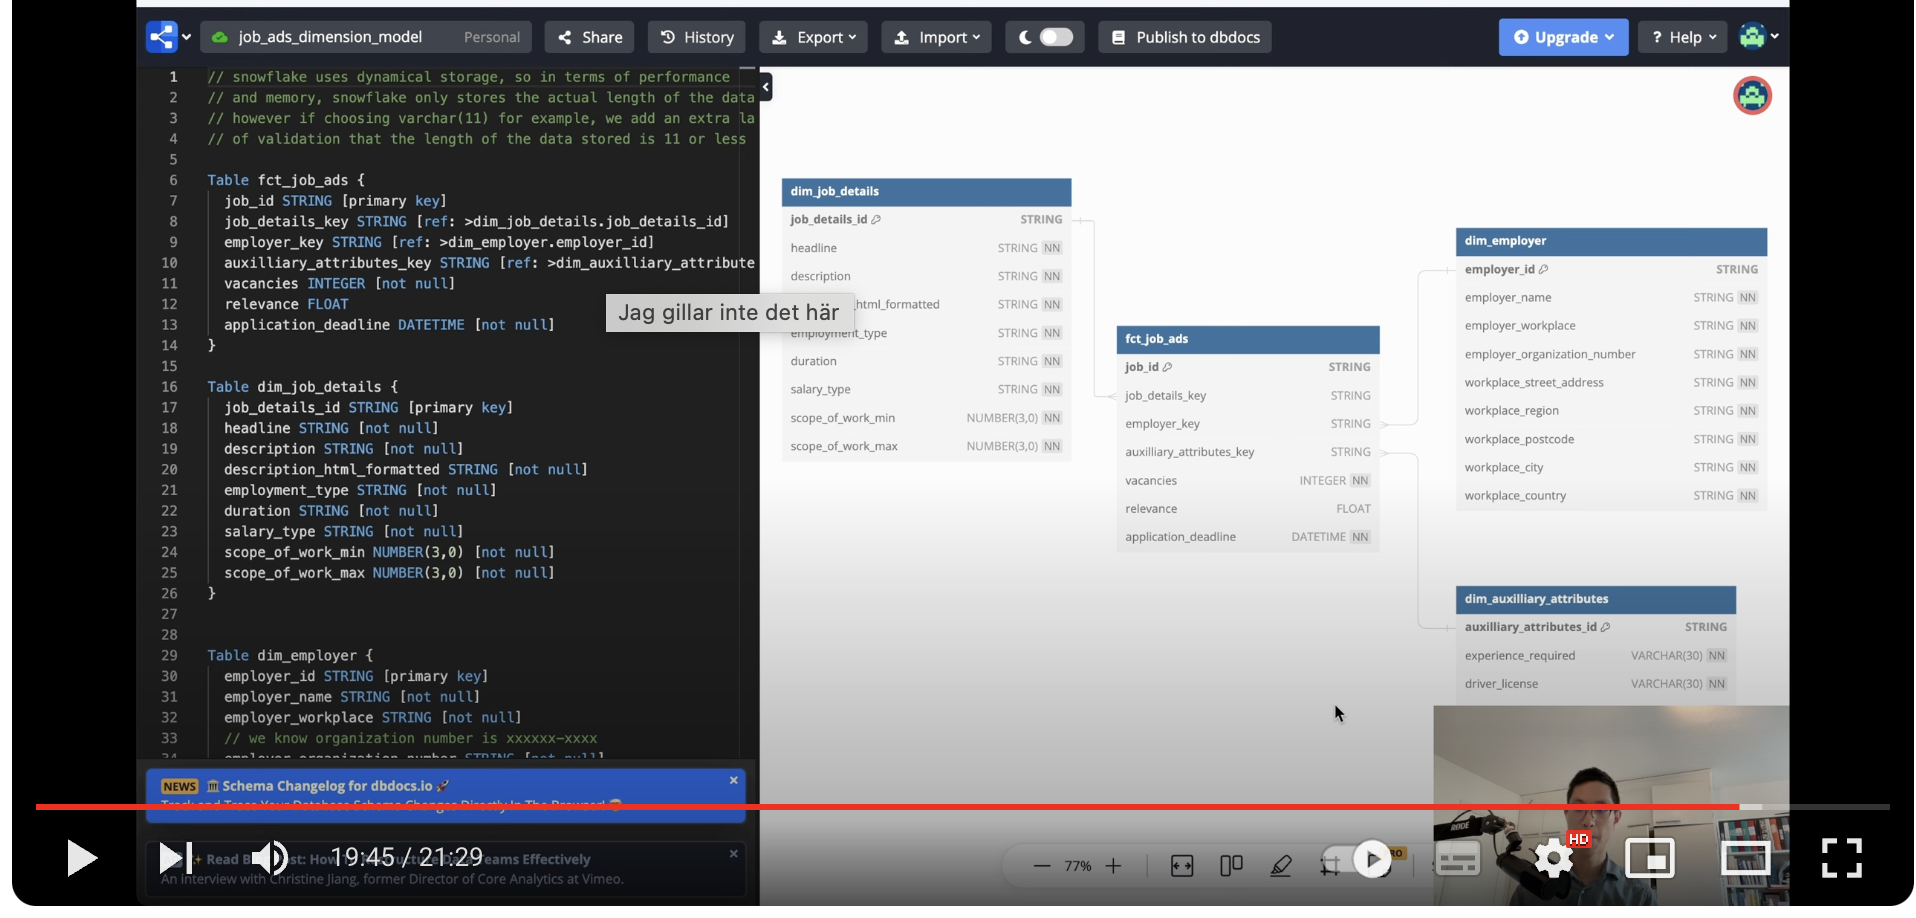 job_ads_dimension_model Personal Share History Export Import Publish to dbdocs Upgrade ? Help
1 // snowflake uses dynamical storage, so in terms of performance
2 // and memory, snowflake only stores the actual length of the data
3 // however if choosing varchar(11) for example, we add an extra la
4 // of validation that the length of the data stored is 11 or less
5
6 Table fct_job_ads {
7 job_id STRING [primary key]
8 job_details_key STRING [ref: >dim_job_details.job_details_id]
9 employer_key STRING [ref: >dim_employer.employer_id]
10 auxilliary_attributes_key STRING [ref: >dim_auxilliary_attribute
11 vacancies INTEGER [not null]
12 relevance FLOAT
13 application_deadline DATETIME [not null]
14 }
15
16 Table dim_job_details {
17 job_details_id STRING [primary key]
18 headline STRING [not null]
19 description STRING [not null]
20 description_html_formatted STRING [not null]
21 employment_type STRING [not null]
22 duration STRING [not null]
23 salary_type STRING [not null]
24 scope_of_work_min NUMBER(3,0) [not null]
25 scope_of_work_max NUMBER(3,0) [not null]
26 }
27
28
29 Table dim_employer {
30 employer_id STRING [primary key]
31 employer_name STRING [not null]
32 employer_workplace STRING [not null]
33 // we know organization number is xxxxxx-xxxx
34 employer_organization_number STRING [not null]
Jag gillar inte det här
dim_job_details
job_details_id STRING
headline STRING NN
description STRING NN
html_formatted STRING NN
employment_type STRING NN
duration STRING NN
salary_type STRING NN
scope_of_work_min NUMBER(3,0) NN
scope_of_work_max NUMBER(3,0) NN
fct_job_ads
job_id STRING
job_details_key STRING
employer_key STRING
auxilliary_attributes_key STRING
vacancies INTEGER NN
relevance FLOAT
application_deadline DATETIME NN
dim_employer
employer_id STRING
employer_name STRING NN
employer_workplace STRING NN
employer_organization_number STRING NN
workplace_street_address STRING NN
workplace_region STRING NN
workplace_postcode STRING NN
workplace_city STRING NN
workplace_country STRING NN
dim_auxilliary_attributes
auxilliary_attributes_id STRING
experience_required VARCHAR(30) NN
driver_license VARCHAR(30) NN
NEWS Schema Changelog for dbdocs.io
Track and Trace Your Database Schema Changes Directly In The Browser!
Read
An interview with Christine Jiang, former Director of Core Analytics at Vimeo.
19:45 / 21:29
77%
RODE
HD